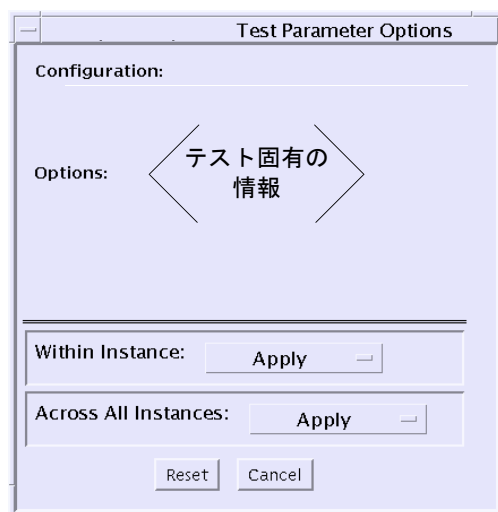 Test Parameter Options
Configuration:
Options:
テスト固有の
情報
Within Instance:
Apply
Across All Instances:
Apply
Reset
Cancel